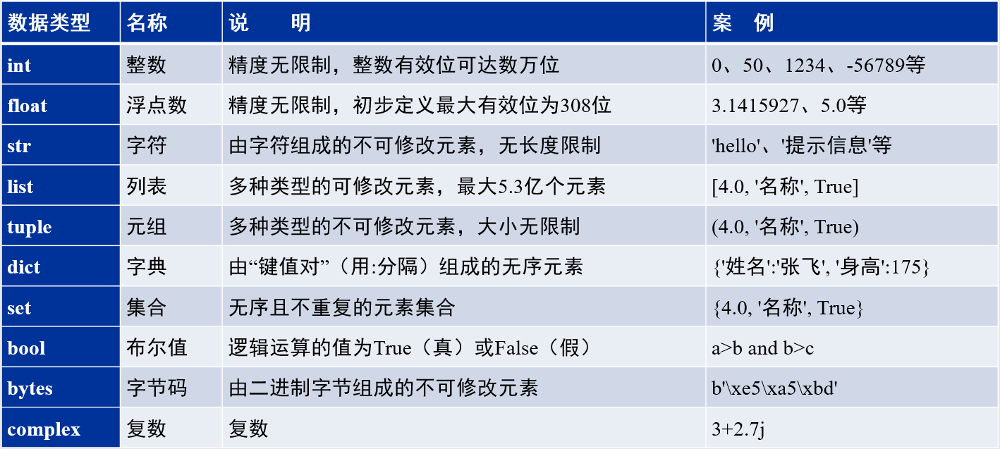 数据类型 名称 说 明 案 例
int 整数 精度无限制，整数有效位可达数万位 0、50、1234、-56789等
float 浮点数 精度无限制，初步定义最大有效位为308位 3.1415927、5.0等
str 字符 由字符组成的不可修改元素，无长度限制 'hello'、'提示信息'等
list 列表 多种类型的可修改元素，最大5.3亿个元素 [4.0, '名称', True]
tuple 元组 多种类型的不可修改元素，大小无限制 (4.0, '名称', True)
dict 字典 由“键值对”（用:分隔）组成的无序元素 {'姓名':'张飞', '身高':175}
set 集合 无序且不重复的元素集合 {4.0, '名称', True}
bool 布尔值 逻辑运算的值为True（真）或False（假） a>b and b>c
bytes 字节码 由二进制字节组成的不可修改元素 b'\xe5\xa5\xbd'
complex 复数 复数 3+2.7j